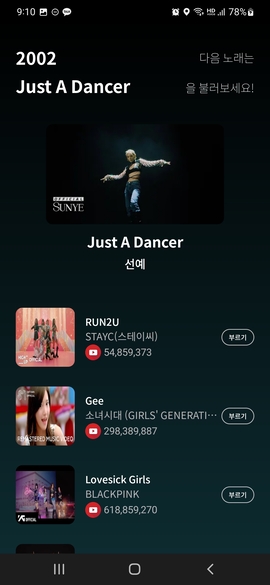 9:10
78%
2002
다음 노래는
Just A Dancer
을 불러보세요!
OFFICIAL
SUNYE
Just A Dancer
선예
RUN2U
STAYC(스테이씨)
54,859,373
부르기
REMASTERED MUSIC VIDEO
Gee
소녀시대 (GIRLS' GENERATI⋯
298,389,887
부르기
Lovesick Girls
BLACKPINK
618,859,270
부르기